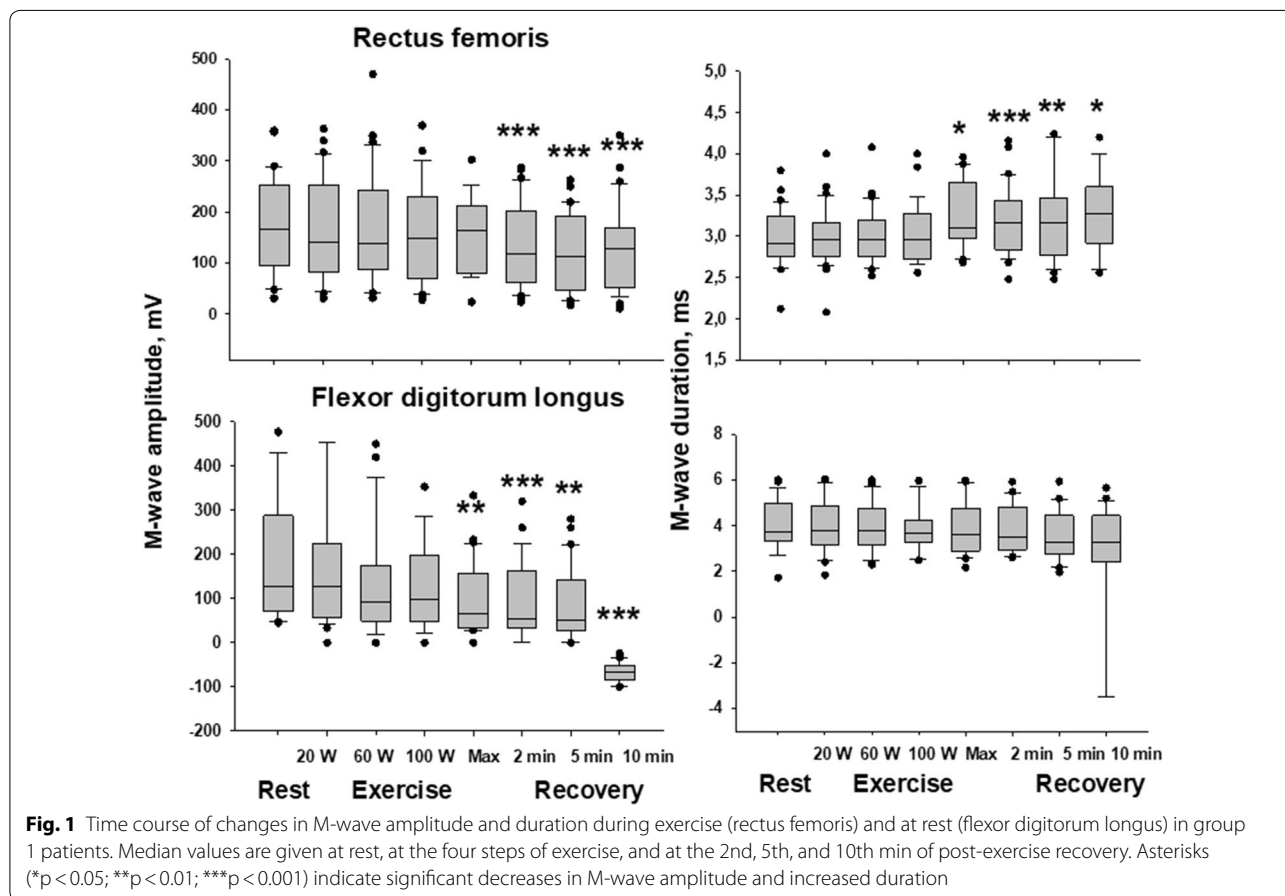 Rectus femoris
500
400
300
200
100
0
M-wave amplitude, mV
*** *** ***
5,0
4,5
4,0
3,5
3,0
2,5
2,0
1,5
M-wave duration, ms
* *** ** *
Flexor digitorum longus
500
400
300
200
100
0
-100
-200
** *** ** ***
20 W 60 W 100 W Max 2 min 5 min 10 min
Rest Exercise Recovery
8
6
4
2
0
-2
-4
20 W 60 W 100 W Max 2 min 5 min 10 min
Rest Exercise Recovery
Fig. 1 Time course of changes in M-wave amplitude and duration during exercise (rectus femoris) and at rest (flexor digitorum longus) in group
1 patients. Median values are given at rest, at the four steps of exercise, and at the 2nd, 5th, and 10th min of post-exercise recovery. Asterisks
(*p < 0.05; **p < 0.01; ***p < 0.001) indicate significant decreases in M-wave amplitude and increased duration